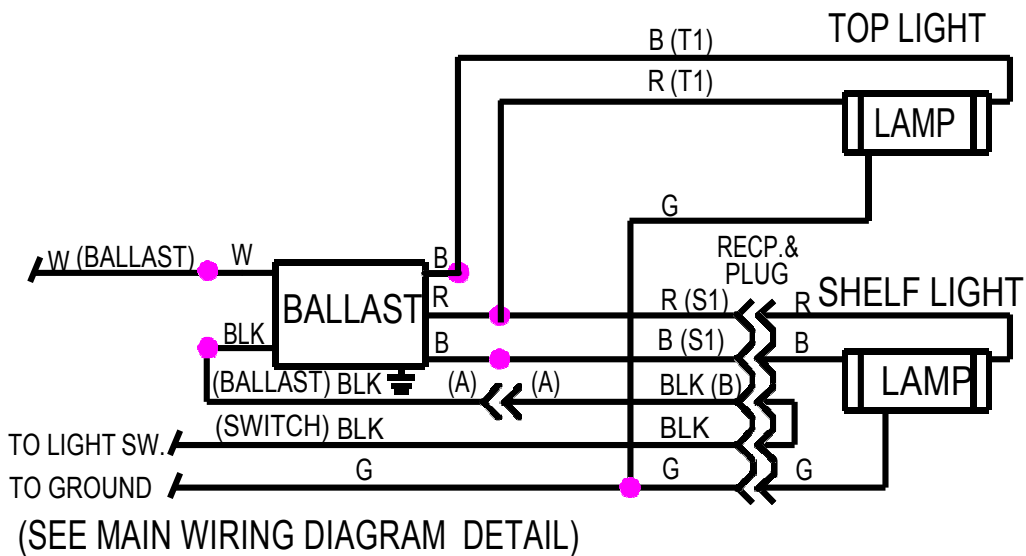 B (T1)
TOP LIGHT
R (T1)
LAMP
G
RECP.&
PLUG
W (BALLAST)
W
B
BALLAST
R
R (S1)
R
SHELF LIGHT
BLK
B
B (S1)
B
LAMP
(BALLAST) BLK
(A)
(A)
BLK (B)
TO LIGHT SW.
(SWITCH) BLK
BLK
TO GROUND
G
G
G
(SEE MAIN WIRING DIAGRAM DETAIL)